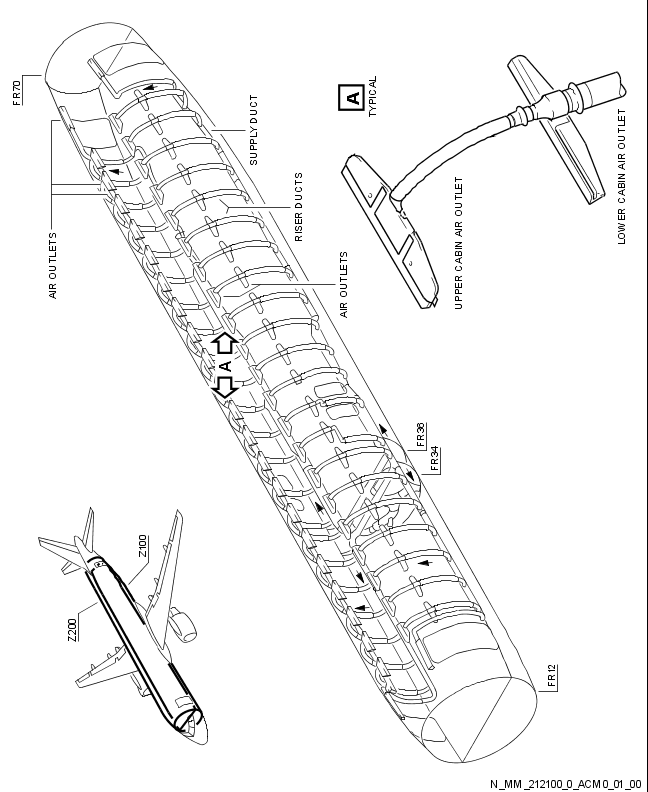 FR70
SUPPLY DUCT
RISER DUCTS
AIR OUTLETS
AIR OUTLETS
A
TYPICAL
UPPER CABIN AIR OUTLET
LOWER CABIN AIR OUTLET
A
FR36
FR34
FR12
Z100
Z200
N_MM_212100_0_ACM0_01_00